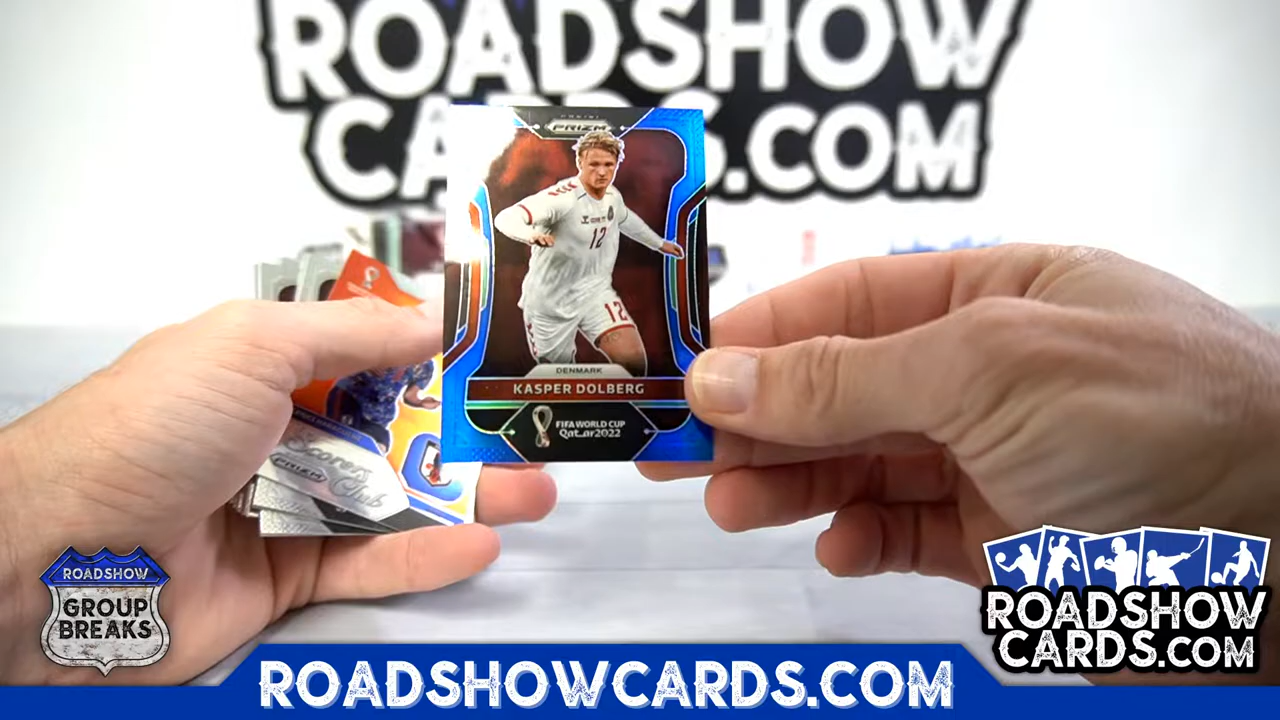 ROADSHOW
CARDS.COM
PRIZM
12
12
DENMARK
KASPER DOLBERG
FIFA WORLD CUP
Qatar2022
Scorers
Club
PRIZM
ROADSHOW
GROUP
BREAKS
ROADSHOW
CARDS.COM
ROADSHOWCARDS.COM